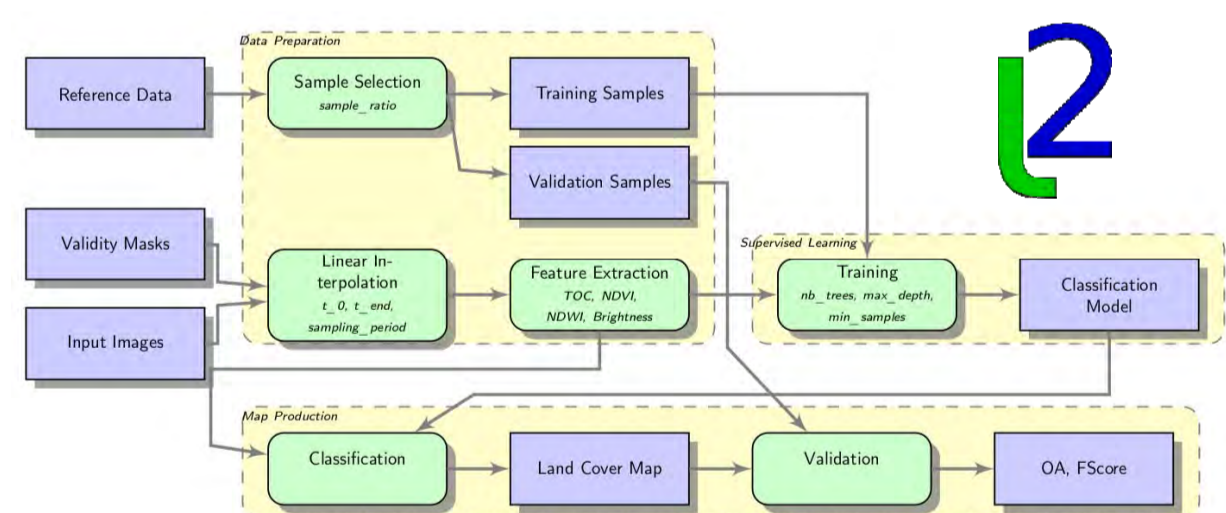 Data Preparation
Reference Data
Sample Selection
sample_ratio
Training Samples
Validation Samples
Validity Masks
Input Images
Linear In-
terpolation
t_0, t_end,
sampling_period
Feature Extraction
TOC, NDVI,
NDWI, Brightness
Supervised Learning
Training
nb_trees, max_depth,
min_samples
Classification
Model
Map Production
Classification
Land Cover Map
Validation
OA, FScore
2